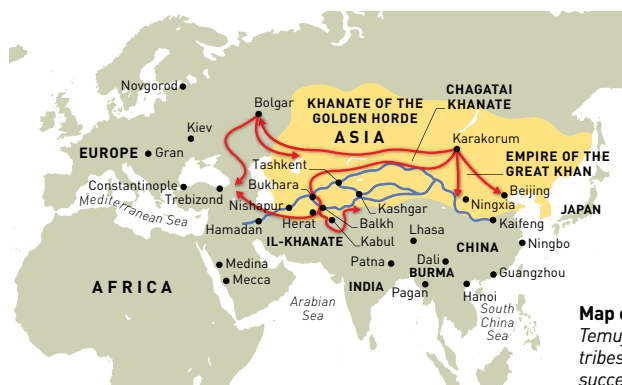 Novgorod
Bolgar
KHANATE OF THE
GOLDEN HORDE
CHAGATAI
KHANATE
ASIA
Kiev
Karakorum
EUROPE
Gran
Tashkent
EMPIRE OF THE
GREAT KHAN
Constantinople
Bukhara
Beijing
Mediterranean Sea
Trebizond
Nishapur
Kashgar
Ningxia
JAPAN
Hamadan
Herat
Balkh
Kaifeng
IL-KHANATE
Kabul
Lhasa
CHINA
Ningbo
Medina
Patna
Dali
BURMA
Guangzhou
Mecca
AFRICA
INDIA
Arabian
Sea
Pagan
Hanoi
South
China
Sea
Map
tribes